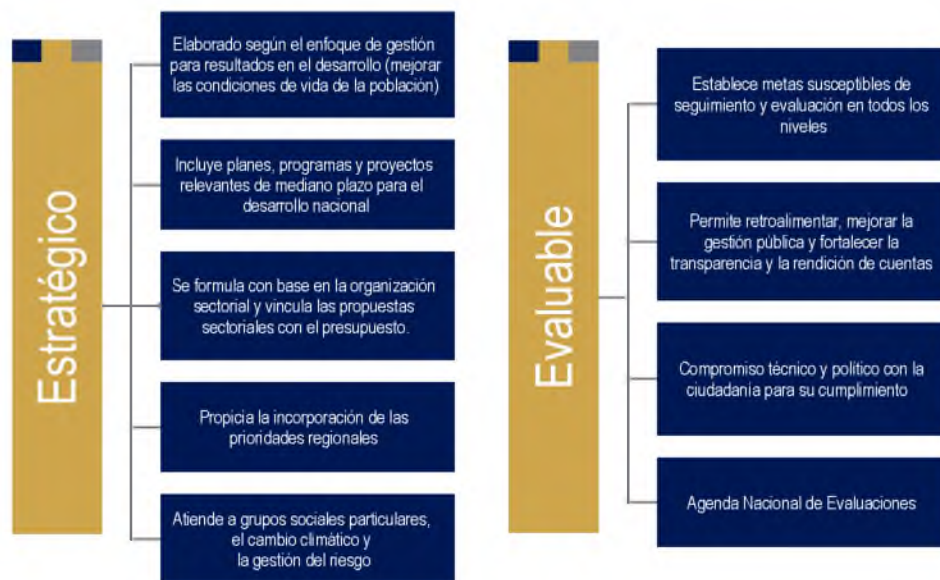 Estratégico
Elaborado según el enfoque de gestión
para resultados en el desarrollo (mejorar
las condiciones de vida de la población)
Incluye planes, programas y proyectos
relevantes de mediano plazo para el
desarrollo nacional
Se formula con base en la organización
sectorial y vincula las propuestas
sectoriales con el presupuesto.
Propicia la incorporación de las
prioridades regionales
Atiende a grupos sociales particulares,
el cambio climático y
la gestión del riesgo
Evaluable
Establece metas susceptibles de
seguimiento y evaluación en todos los
niveles
Permite retroalimentar, mejorar la
gestión pública y fortalecer la
transparencia y la rendición de cuentas
Compromiso técnico y político con la
ciudadanía para su cumplimiento
Agenda Nacional de Evaluaciones